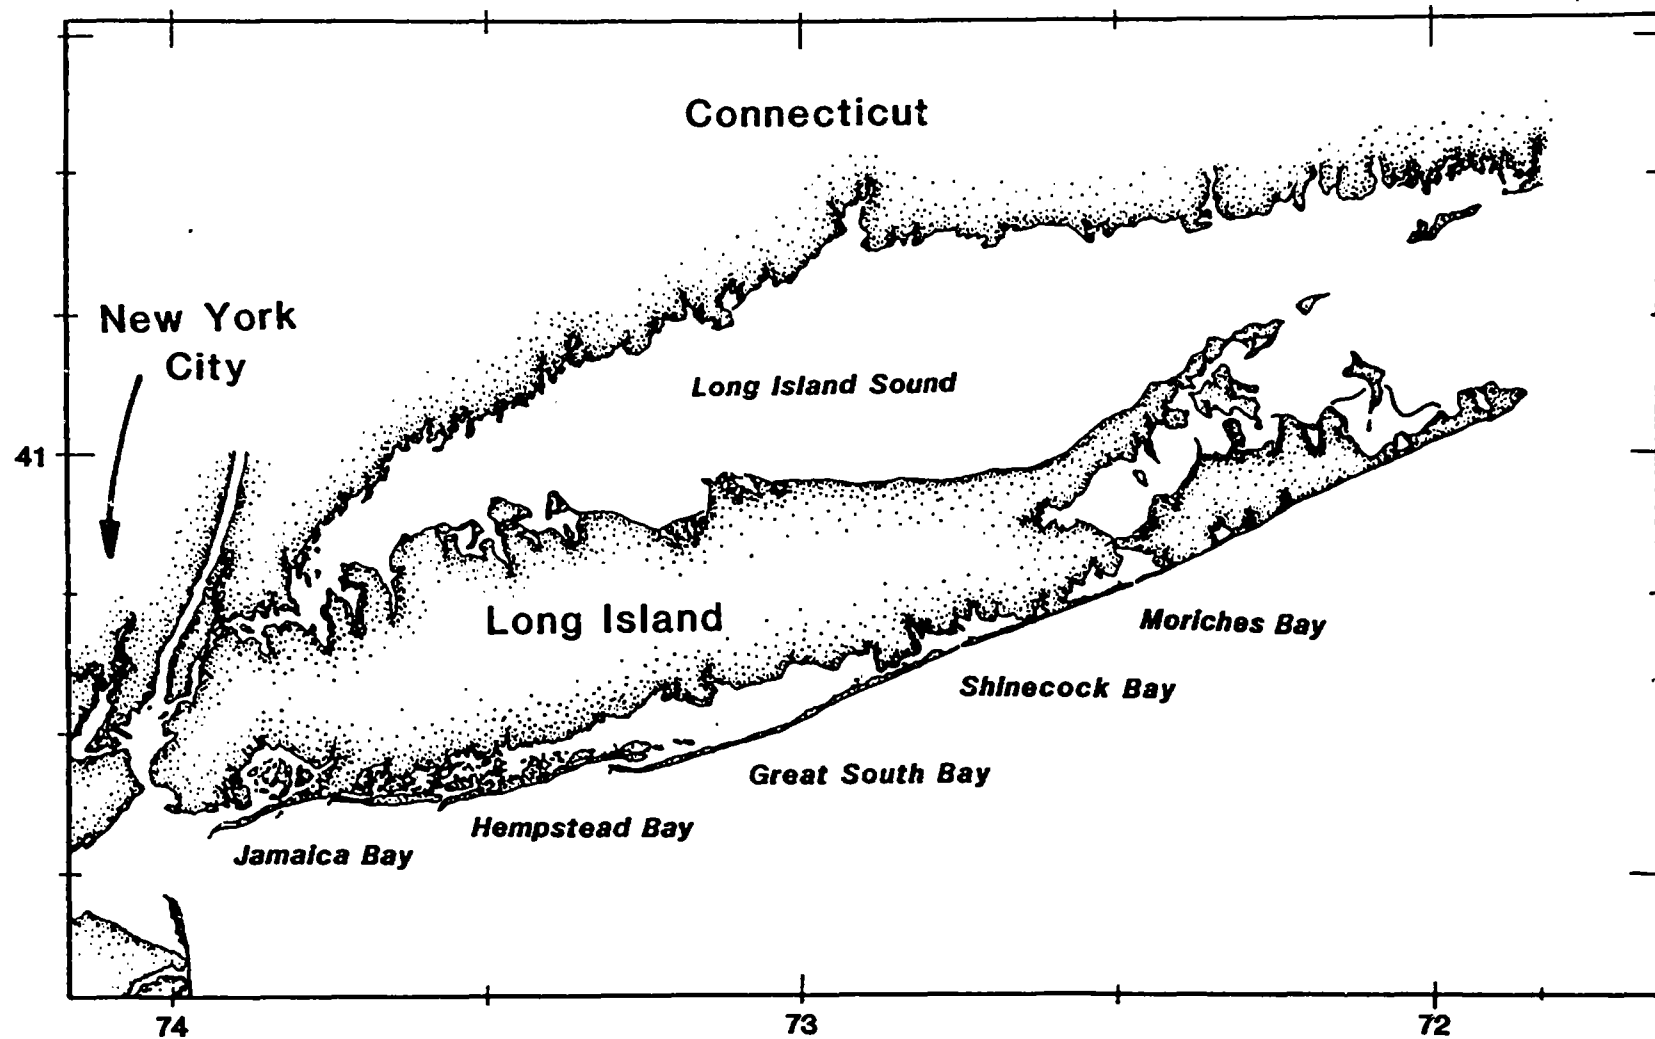 Connecticut
New York
City
Long Island Sound
41
Long Island
Moriches Bay
Shinecock Bay
Great South Bay
Hempstead Bay
Jamaica Bay
74
73
72